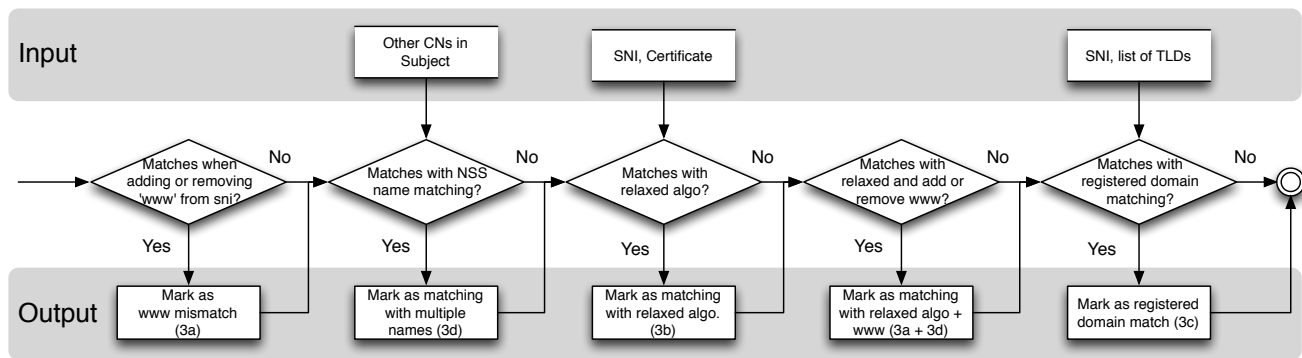 Input
Other CNs in
Subject
SNI, Certificate
SNI, list of TLDs
Matches when
adding or removing
'www' from sni?
No
Matches with NSS
name matching?
No
Matches with
relaxed algo?
No
Matches with
relaxed and add or
remove www?
No
Matches with
registered domain
matching?
No
Yes
Yes
Yes
Yes
Yes
Output
Mark as
www mismatch
(3a)
Mark as matching
with multiple
names (3d)
Mark as matching
with relaxed algo.
(3b)
Mark as matching
with relaxed algo +
www (3a + 3d)
Mark as registered
domain match (3c)